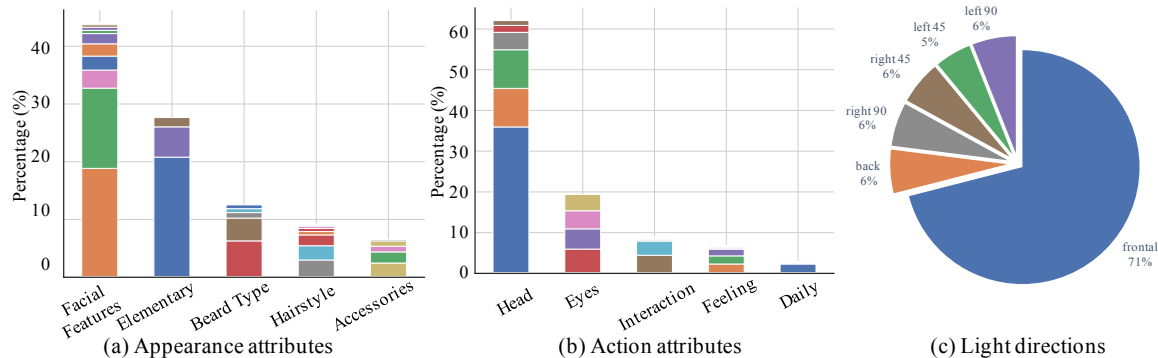 Percentage (%)
40
30
20
10
0
Facial
Features
Elementary
Beard Type
Hairstyle
Accessories
(a) Appearance attributes
Percentage (%)
60
50
40
30
20
10
0
Head
Eyes
Interaction
Feeling
Daily
(b) Action attributes
left 90
6%
left 45
5%
right 45
6%
right 90
6%
back
6%
frontal
71%
(c) Light directions